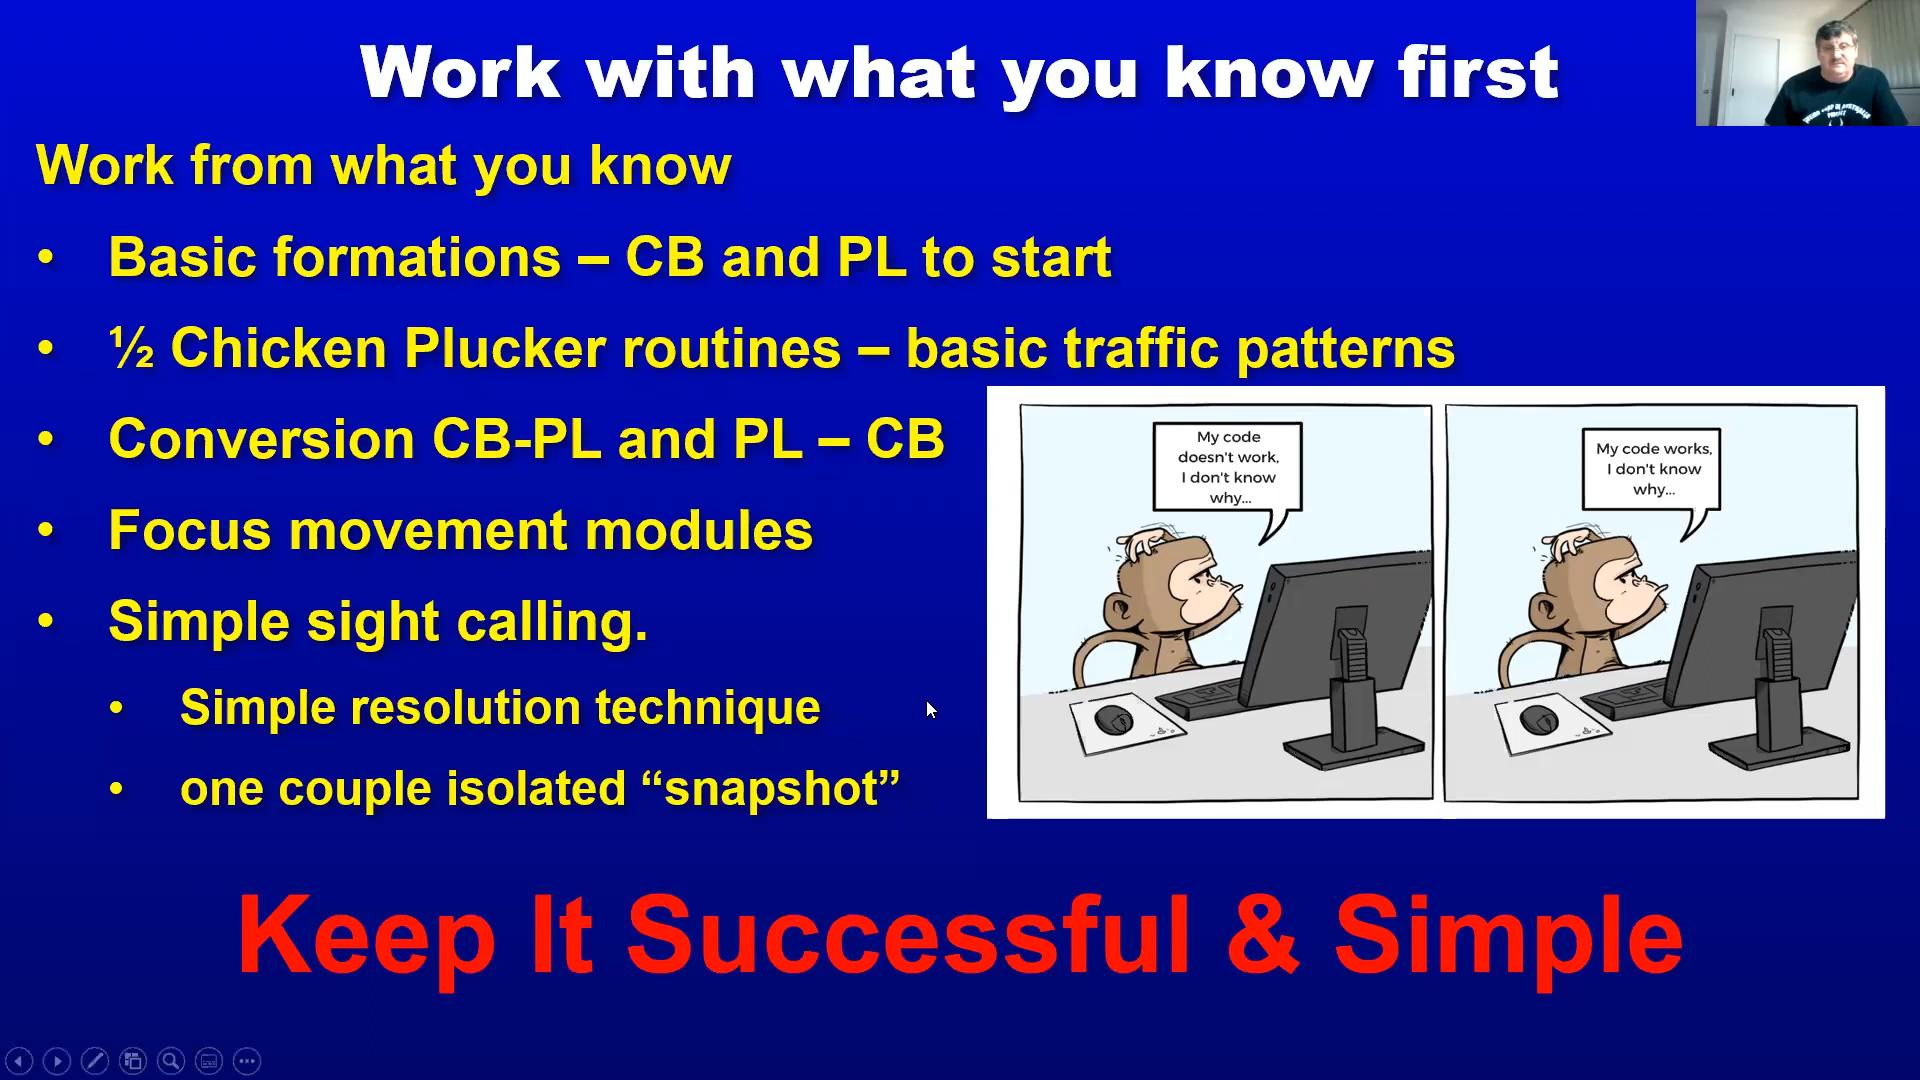 Work with what you know first
Work from what you know
• Basic formations – CB and PL to start
• ½ Chicken Plucker routines – basic traffic patterns
• Conversion CB-PL and PL – CB
• Focus movement modules
• Simple sight calling.
• Simple resolution technique
• one couple isolated “snapshot”
My code
doesn't work,
I don't know
why...
My code works,
I don't know
why...
Keep It Successful & Simple